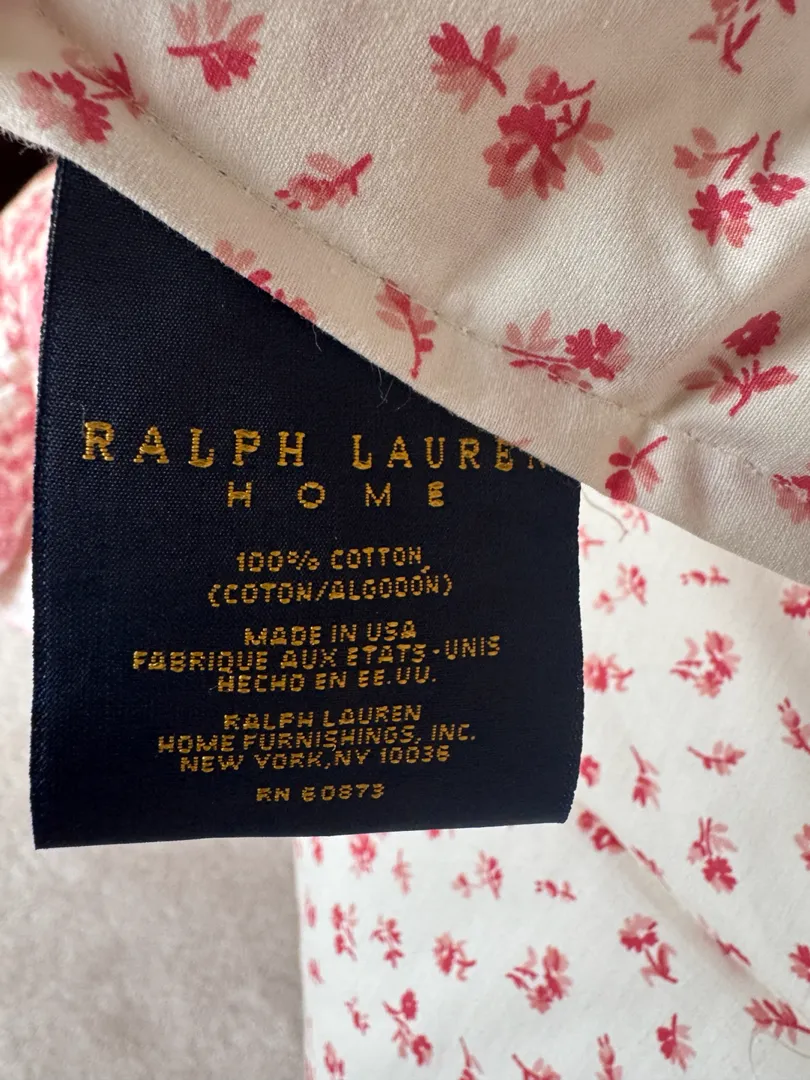 RALPH LAUREN
HOME
100% COTTON
(COTON/ALGODÓN)
MADE IN USA
FABRIQUE AUX ETATS-UNIS
HECHO EN EE.UU.
RALPH LAUREN
HOME FURNISHINGS, INC.
NEW YORK, NY 10036
RN 60873